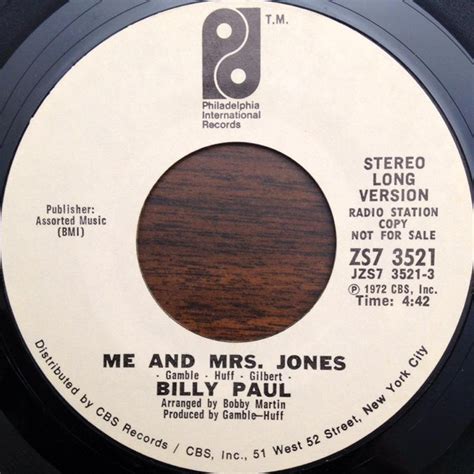 T.M.
Philadelphia
International
Records
STEREO
LONG
VERSION
RADIO STATION
COPY
NOT FOR SALE
Publisher:
Assorted Music
(BMI)
ZS7 3521
JZS7 3521-3
Ⓟ 1972 CBS, Inc.
Time: 4:42
ME AND MRS. JONES
- Gamble - Huff - Gilbert -
BILLY PAUL
Arranged by Bobby Martin
Produced by Gamble-Huff
Distributed by CBS Records / CBS, Inc., 51 West 52 Street, New York City